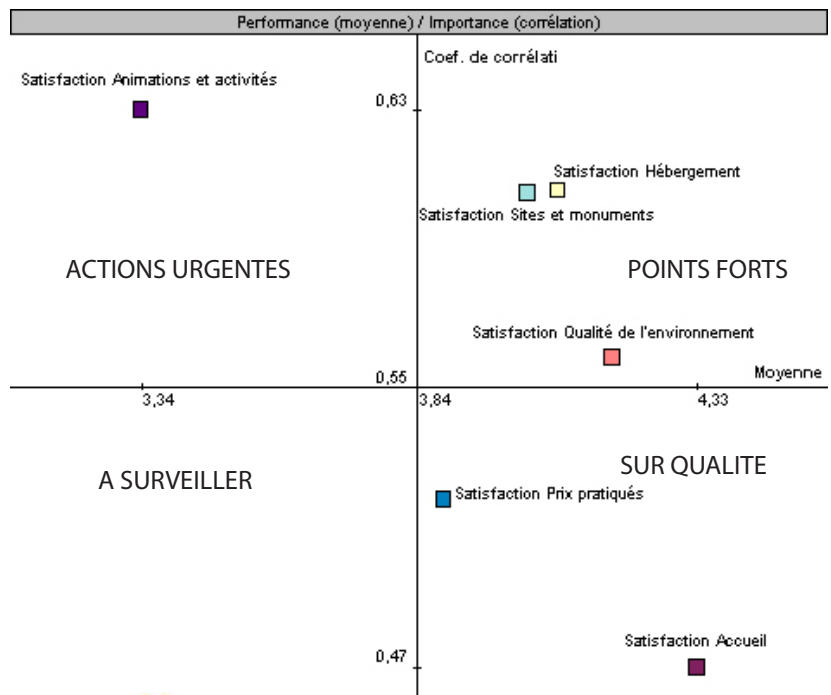 Performance (moyenne) / Importance (corrélation)
Coef. de corrélati
Satisfaction Animations et activités
0,63
Satisfaction Hébergement
Satisfaction Sites et monuments
ACTIONS URGENTES
POINTS FORTS
Satisfaction Qualité de l'environnement
0,55
Moyenne
3,34
3,84
4,33
SUR QUALITE
A SURVEILLER
Satisfaction Prix pratiqués
Satisfaction Accueil
0,47